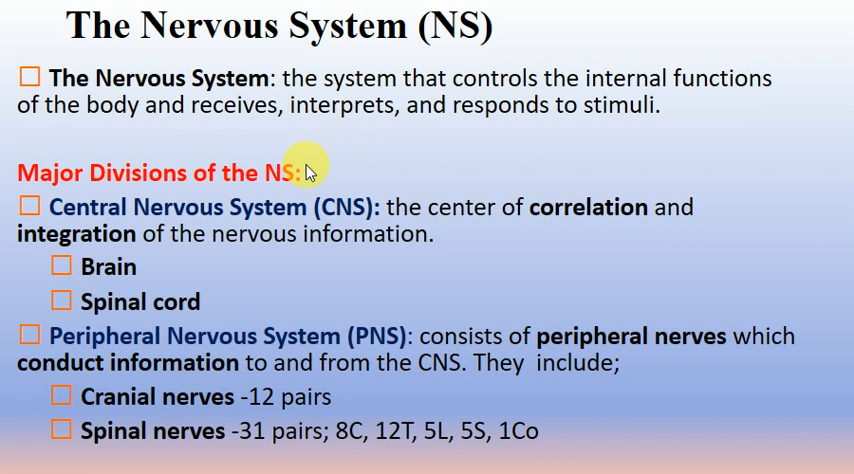 The Nervous System (NS)
The Nervous System: the system that controls the internal functions
of the body and receives, interprets, and responds to stimuli.
Major Divisions of the NS:
Central Nervous System (CNS): the center of correlation and
integration of the nervous information.
Brain
Spinal cord
Peripheral Nervous System (PNS): consists of peripheral nerves which
conduct information to and from the CNS. They include;
Cranial nerves -12 pairs
Spinal nerves -31 pairs; 8C, 12T, 5L, 5S, 1Co